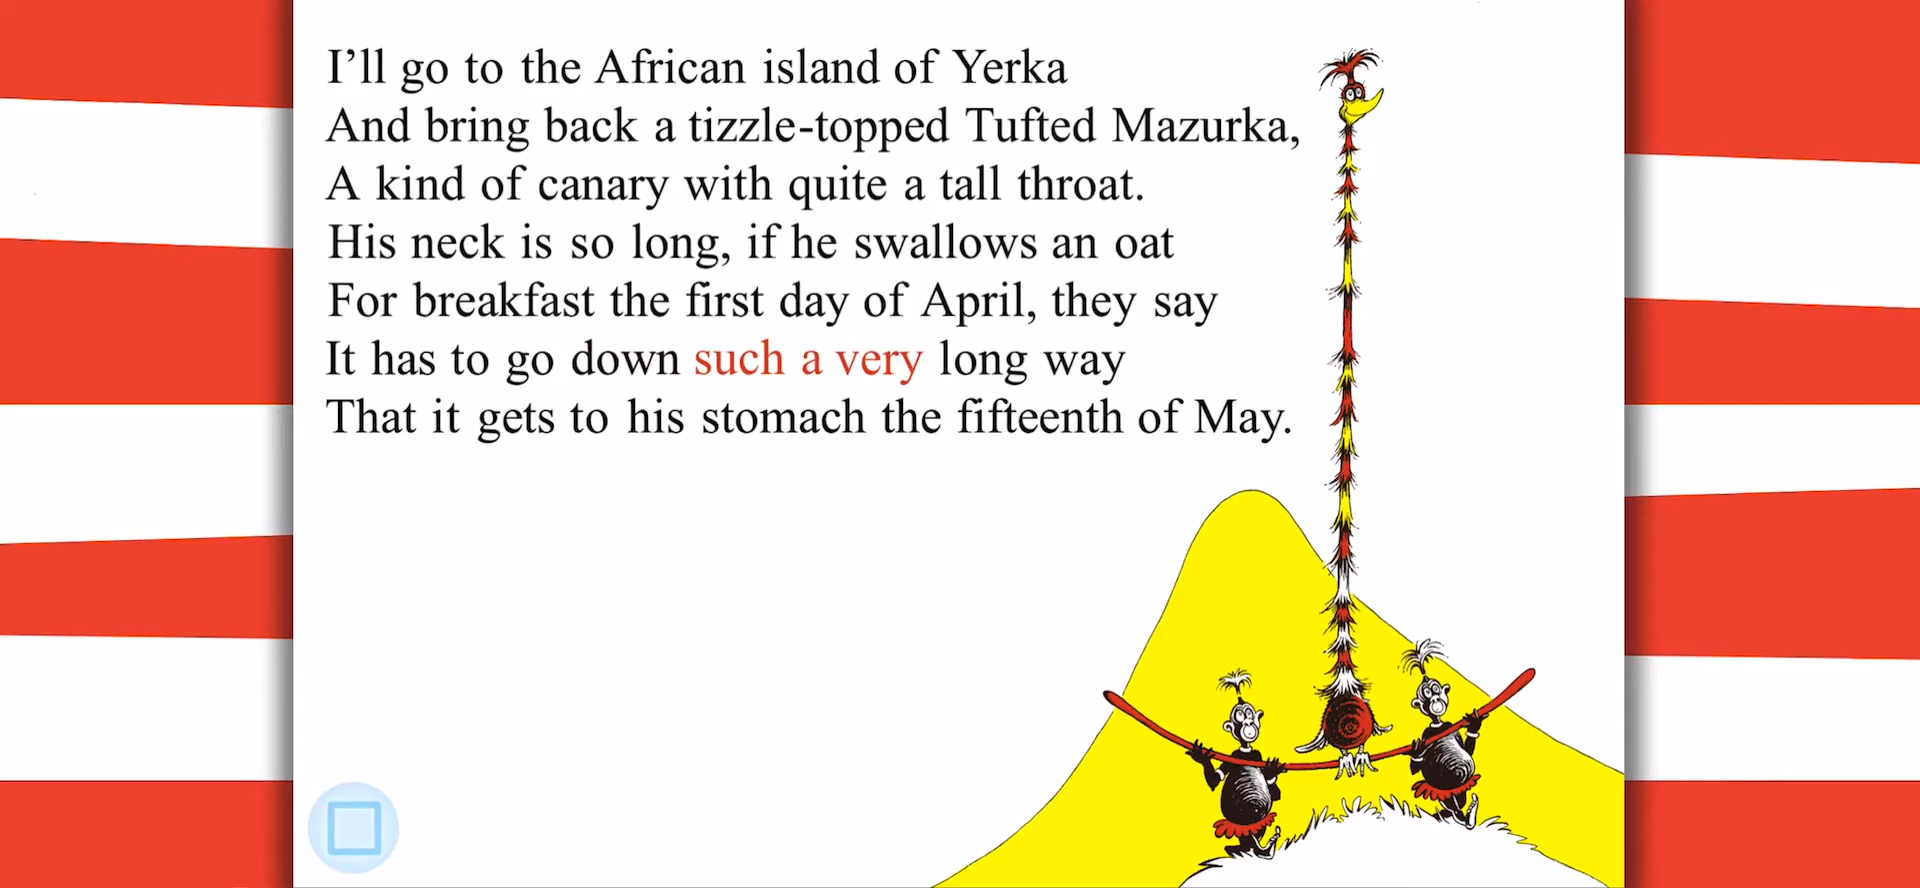 I'll go to the African island of Yerka
And bring back a tizzle-topped Tufted Mazurka,
A kind of canary with quite a tall throat.
His neck is so long, if he swallows an oat
For breakfast the first day of April, they say
It has to go down such a very long way
That it gets to his stomach the fifteenth of May.